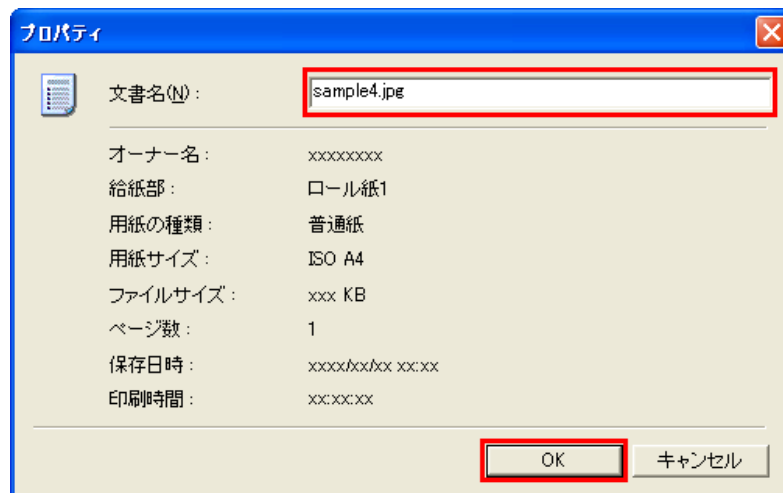 プロパティ
文書名(N): sample4.jpg
オーナー名: xxxxxxxx
給紙部: ロール紙1
用紙の種類: 普通紙
用紙サイズ: ISO A4
ファイルサイズ: xxx KB
ページ数: 1
保存日時: xxxx/xx/xx xx:xx
印刷時間: xx:xx:xx
OK キャンセル